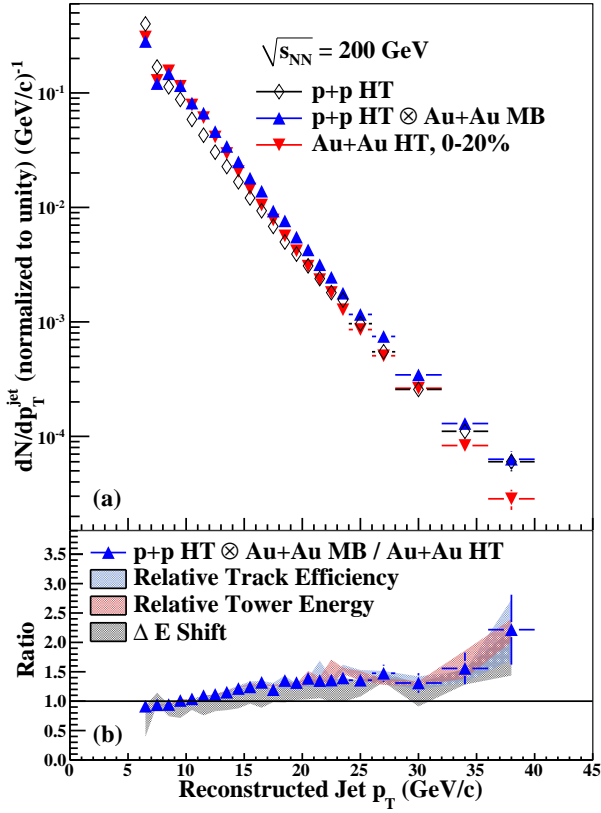 √s_NN = 200 GeV
p+p HT
p+p HT ⊗ Au+Au MB
Au+Au HT, 0-20%
dN/dp_T^jet (normalized to unity) (GeV/c)^-1
10^-1
10^-2
10^-3
10^-4
(a)
p+p HT ⊗ Au+Au MB / Au+Au HT
Relative Track Efficiency
Relative Tower Energy
Δ E Shift
Ratio
3.5
3.0
2.5
2.0
1.5
1.0
0.5
0.0
(b)
0 5 10 15 20 25 30 35 40 45
Reconstructed Jet p_T (GeV/c)